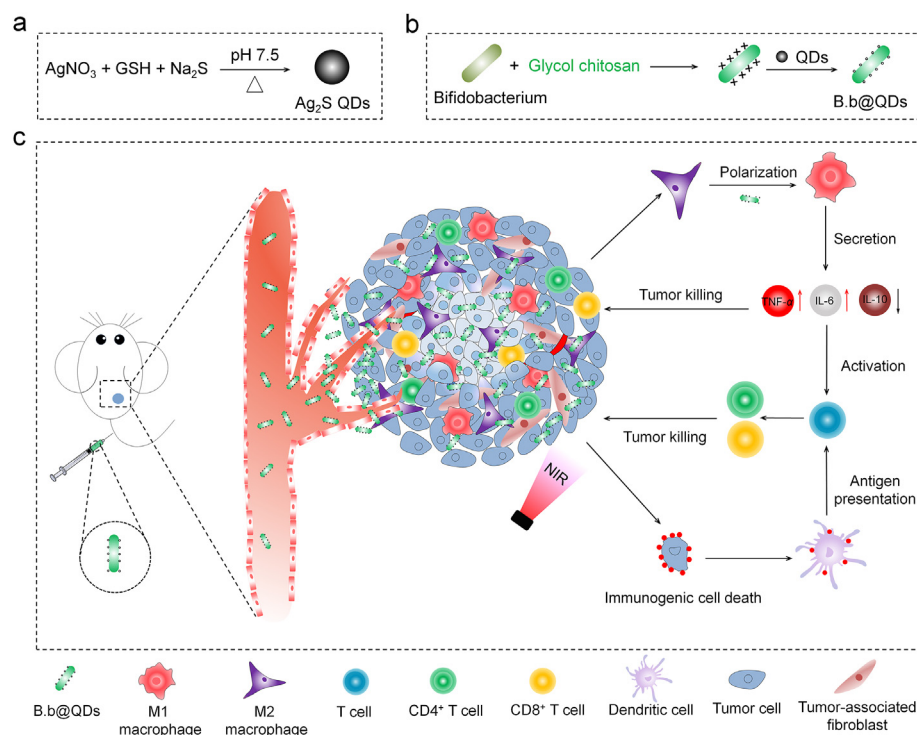 a
AgNO₃ + GSH + Na₂S
pH 7.5
△
Ag₂S QDs
b
Bifidobacterium
+ Glycol chitosan
QDs
B.b@QDs
c
Polarization
Secretion
TNF-α
IL-6
IL-10
Tumor killing
Activation
Tumor killing
NIR
Antigen
presentation
Immunogenic cell death
B.b@QDs
M1
macrophage
M2
macrophage
T cell
CD4⁺ T cell
CD8⁺ T cell
Dendritic cell
Tumor cell
Tumor-associated
fibroblast